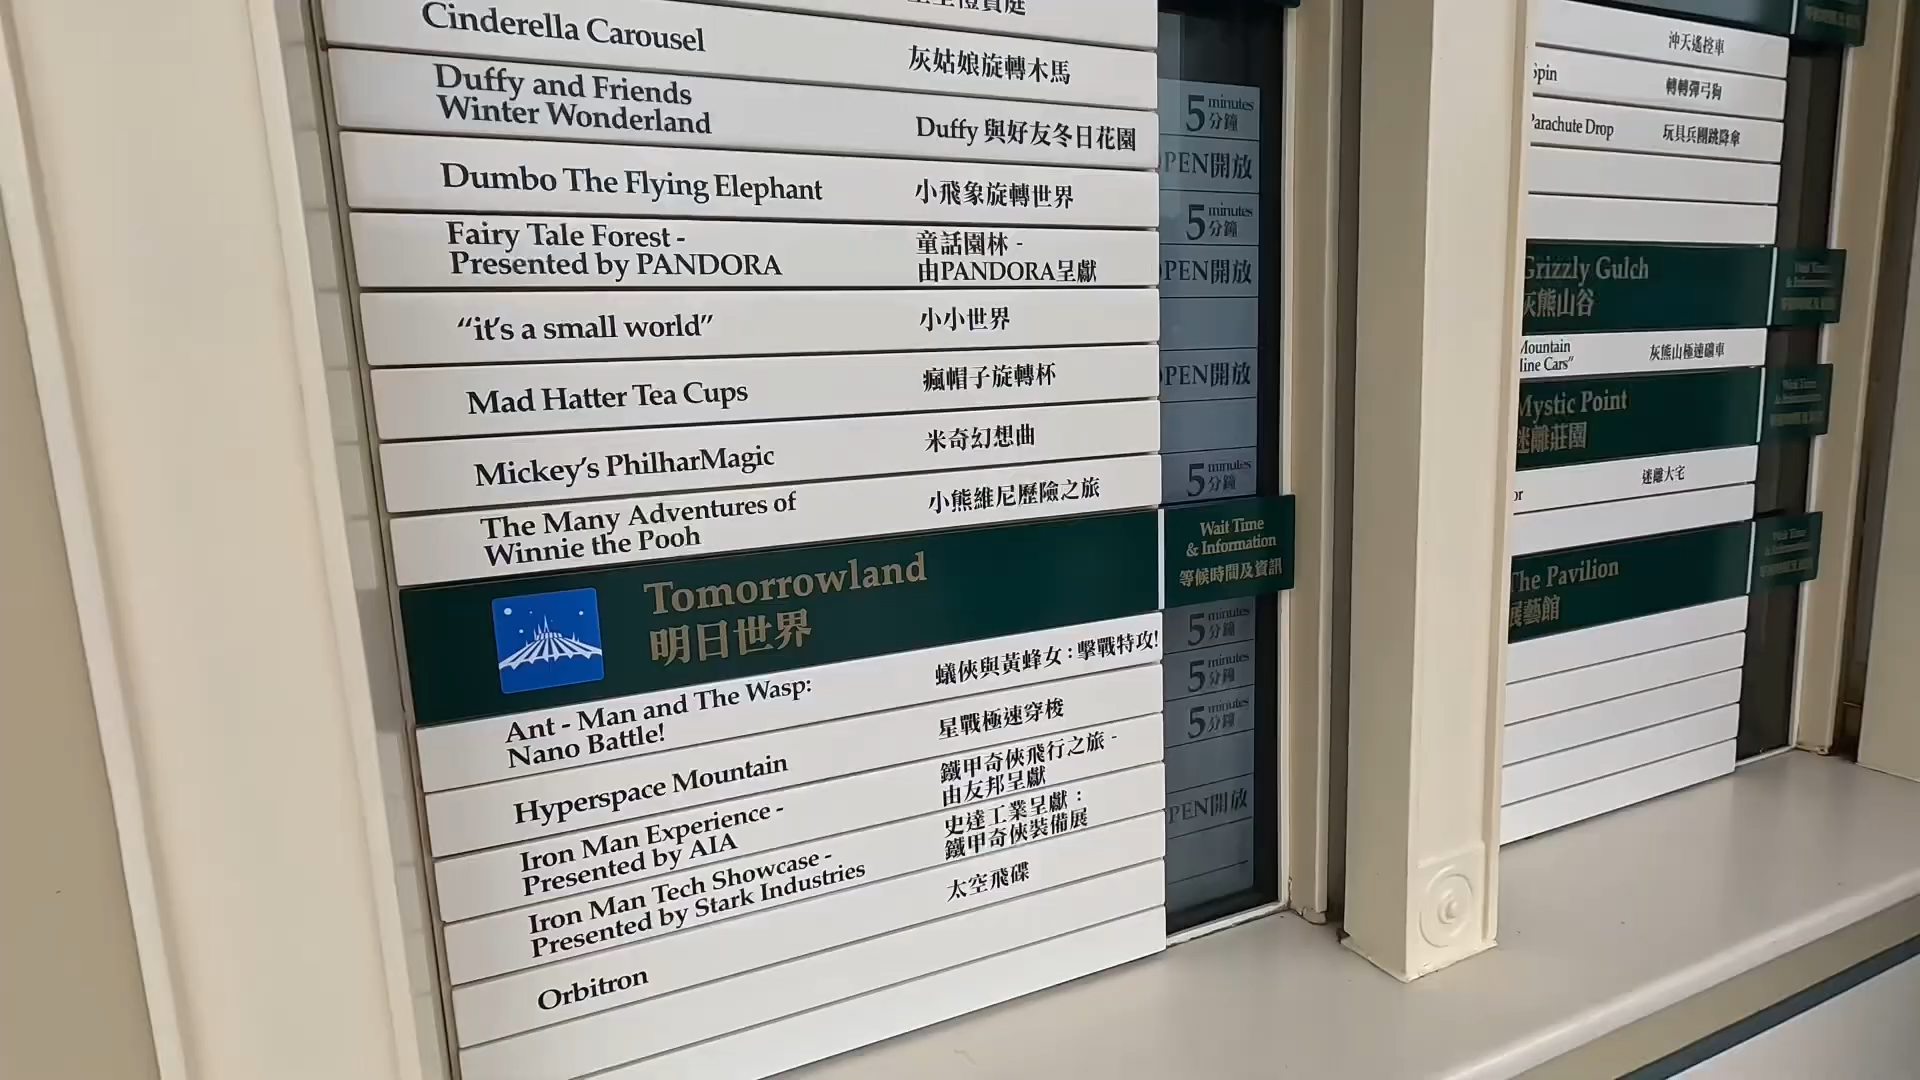 Cinderella Carousel
灰姑娘旋轉木馬
Duffy and Friends
Winter Wonderland
Duffy 與好友冬日花園
5 minutes
分鐘
Dumbo The Flying Elephant
小飛象旋轉世界
PEN開放
Fairy Tale Forest -
Presented by PANDORA
童話園林 -
由PANDORA呈獻
5 minutes
分鐘
PEN開放
"it's a small world"
小小世界
Mad Hatter Tea Cups
瘋帽子旋轉杯
PEN開放
Mickey's PhilharMagic
米奇幻想曲
The Many Adventures of
Winnie the Pooh
小熊維尼歷險之旅
5 minutes
分鐘
Tomorrowland
明日世界
Wait Time
& Information
等候時間及資訊
Ant - Man and The Wasp:
Nano Battle!
蟻俠與黃蜂女：擊戰特攻!
5 minutes
分鐘
Hyperspace Mountain
星戰極速穿梭
5 minutes
分鐘
Iron Man Experience -
Presented by AIA
鐵甲奇俠飛行之旅 -
由友邦呈獻
5 minutes
分鐘
Iron Man Tech Showcase -
Presented by Stark Industries
史達工業呈獻：
鐵甲奇俠裝備展
PEN開放
Orbitron
太空飛碟
沖天遙控車
Spin
轉轉彈弓狗
Parachute Drop
玩具兵團跳降傘
Grizzly Gulch
灰熊山谷
Mountain
Mine Cars"
灰熊山極速礦車
Mystic Point
迷離莊園
or
迷離大宅
The Pavilion
展藝館